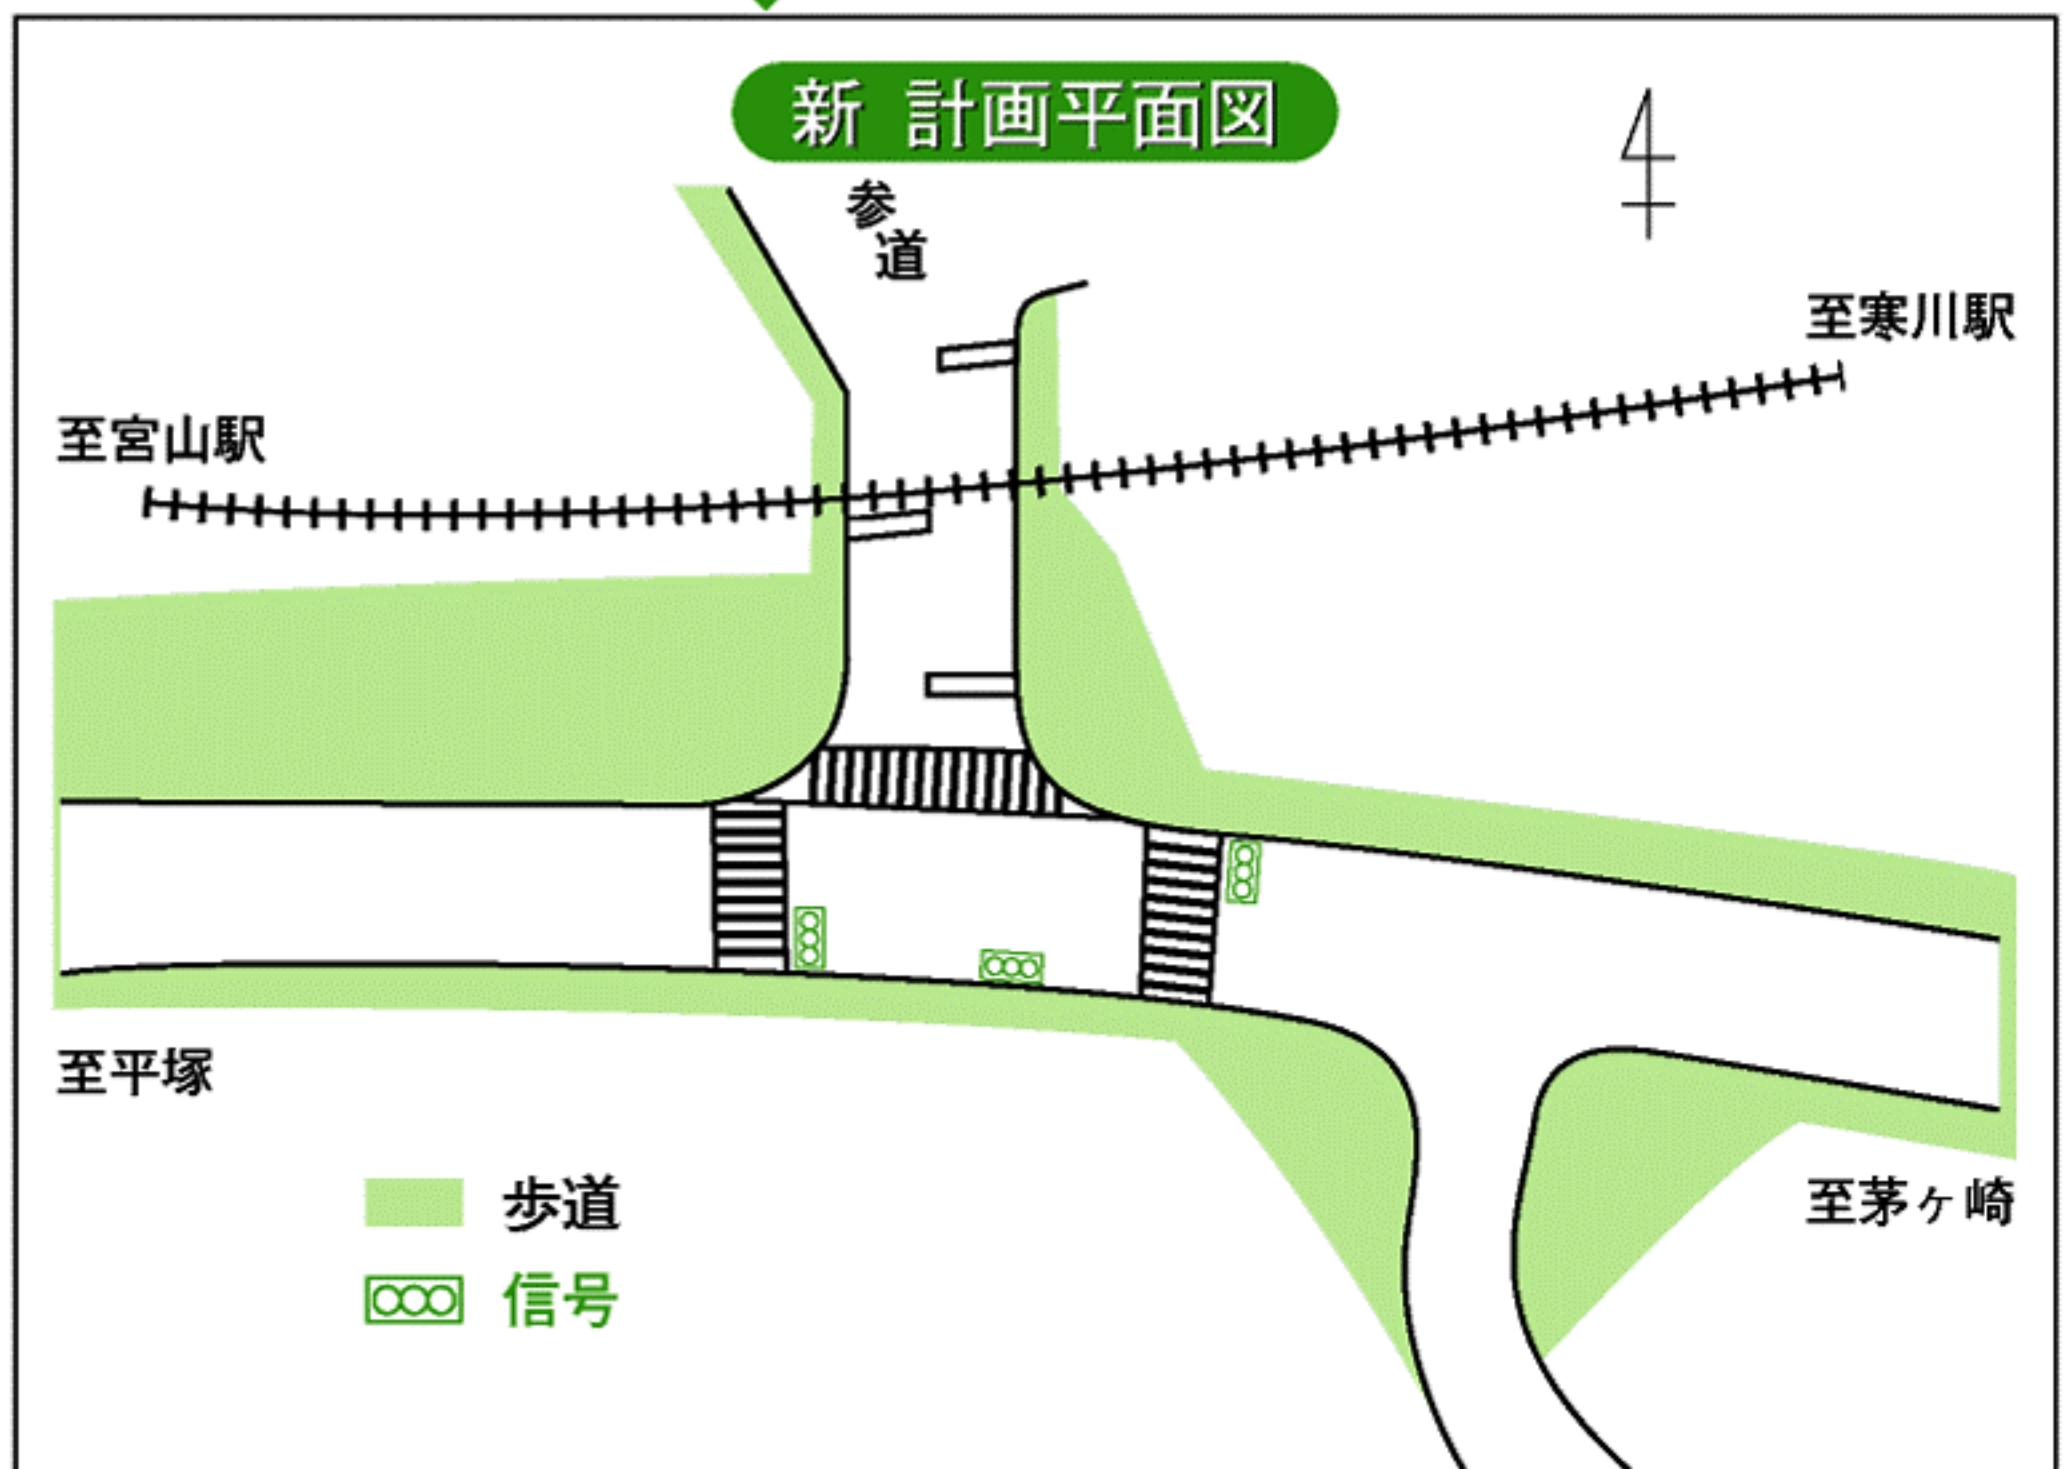 新 計画平面図
参道
至寒川駅
至宮山駅
至平塚
至茅ヶ崎
歩道
信号